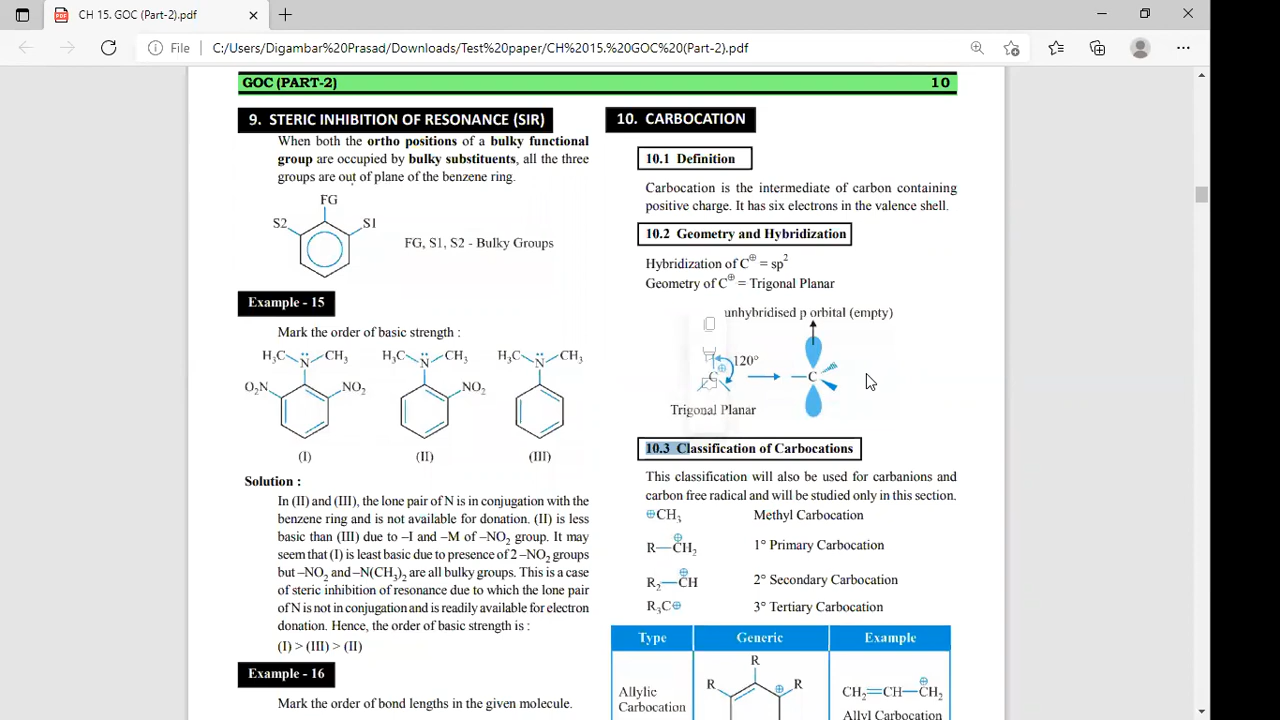 CH 15. GOC (Part-2).pdf
File
C:/Users/Digambar%20Prasad/Downloads/Test%20paper/CH%2015.%20GOC%20(Part-2).pdf
GOC (PART-2)
10
9. STERIC INHIBITION OF RESONANCE (SIR)
When both the ortho positions of a bulky functional
group are occupied by bulky substituents, all the three
groups are out of plane of the benzene ring.
FG
S2
S1
FG, S1, S2 - Bulky Groups
Example - 15
Mark the order of basic strength :
H₃C N̈ CH₃ H₃C N̈ CH₃ H₃C N̈ CH₃
O₂N NO₂ NO₂
(I) (II) (III)
Solution :
In (II) and (III), the lone pair of N is in conjugation with the
benzene ring and is not available for donation. (II) is less
basic than (III) due to –I and –M of –NO₂ group. It may
seem that (I) is least basic due to presence of 2 –NO₂ groups
but –NO₂ and –N(CH₃)₂ are all bulky groups. This is a case
of steric inhibition of resonance due to which the lone pair
of N is not in conjugation and is readily available for electron
donation. Hence, the order of basic strength is :
(I) > (III) > (II)
Example - 16
Mark the order of bond lengths in the given molecule.
10. CARBOCATION
10.1 Definition
Carbocation is the intermediate of carbon containing
positive charge. It has six electrons in the valence shell.
10.2 Geometry and Hybridization
Hybridization of C⊕ = sp²
Geometry of C⊕ = Trigonal Planar
unhybridised p orbital (empty)
120°
C⊕
C
Trigonal Planar
10.3 Classification of Carbocations
This classification will also be used for carbanions and
carbon free radical and will be studied only in this section.
⊕CH₃ Methyl Carbocation
R—CH₂⊕ 1° Primary Carbocation
R₂—CH⊕ 2° Secondary Carbocation
R₃C⊕ 3° Tertiary Carbocation
Type Generic Example
Allylic
Carbocation
R
R
⊕
R
CH₂=CH—CH₂⊕
Allyl Carbocation